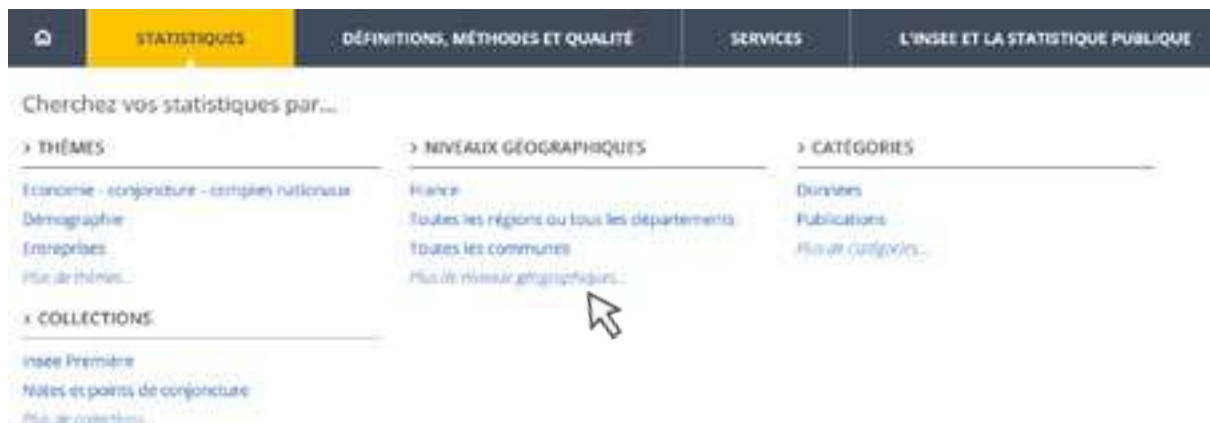 STATISTIQUES
DÉFINITIONS, MÉTHODES ET QUALITÉ
SERVICES
L'INSEE ET LA STATISTIQUE PUBLIQUE
Cherchez vos statistiques par...
› THÈMES
Economie - conjoncture - comptes nationaux
Démographie
Entreprises
Plus de thèmes...
› NIVEAUX GÉOGRAPHIQUES
France
Toutes les régions ou tous les départements
Toutes les communes
Plus de niveaux géographiques...
› CATÉGORIES
Données
Publications
Plus de catégories...
› COLLECTIONS
Insee Première
Notes et points de conjoncture
Plus de collections...